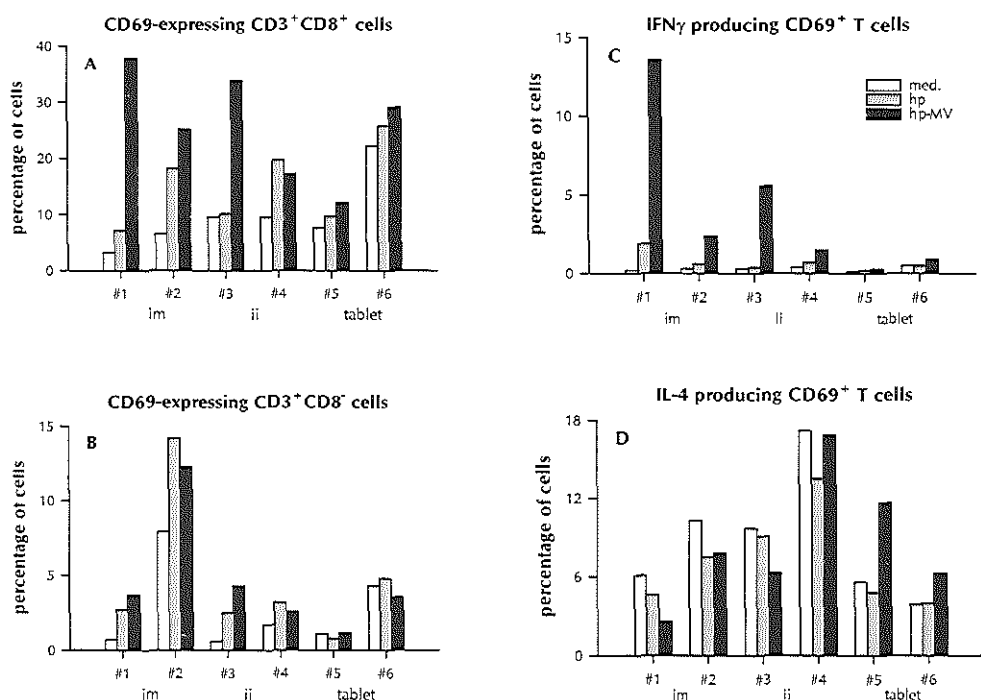 CD69-expressing CD3+CD8+ cells
A
percentage of cells
40
30
20
10
0
#1 #2 #3 #4 #5 #6
im ii tablet
IFNγ producing CD69+ T cells
C
percentage of cells
15
10
5
0
med.
hp
hp-MV
#1 #2 #3 #4 #5 #6
im Ii tablet
CD69-expressing CD3+CD8- cells
B
percentage of cells
15
10
5
0
#1 #2 #3 #4 #5 #6
im ii tablet
IL-4 producing CD69+ T cells
D
percentage of cells
18
12
6
0
#1 #2 #3 #4 #5 #6
im ii tablet